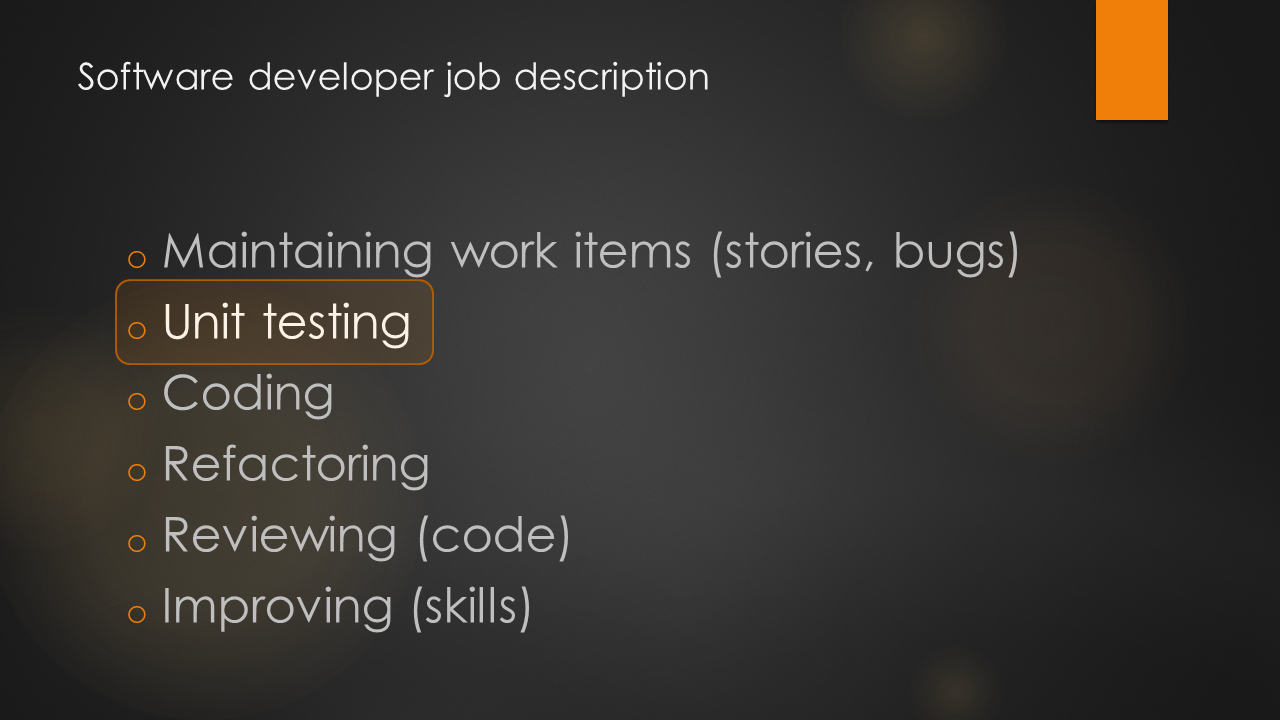 Software developer job description
Maintaining work items (stories, bugs)
Unit testing
Coding
Refactoring
Reviewing (code)
Improving (skills)